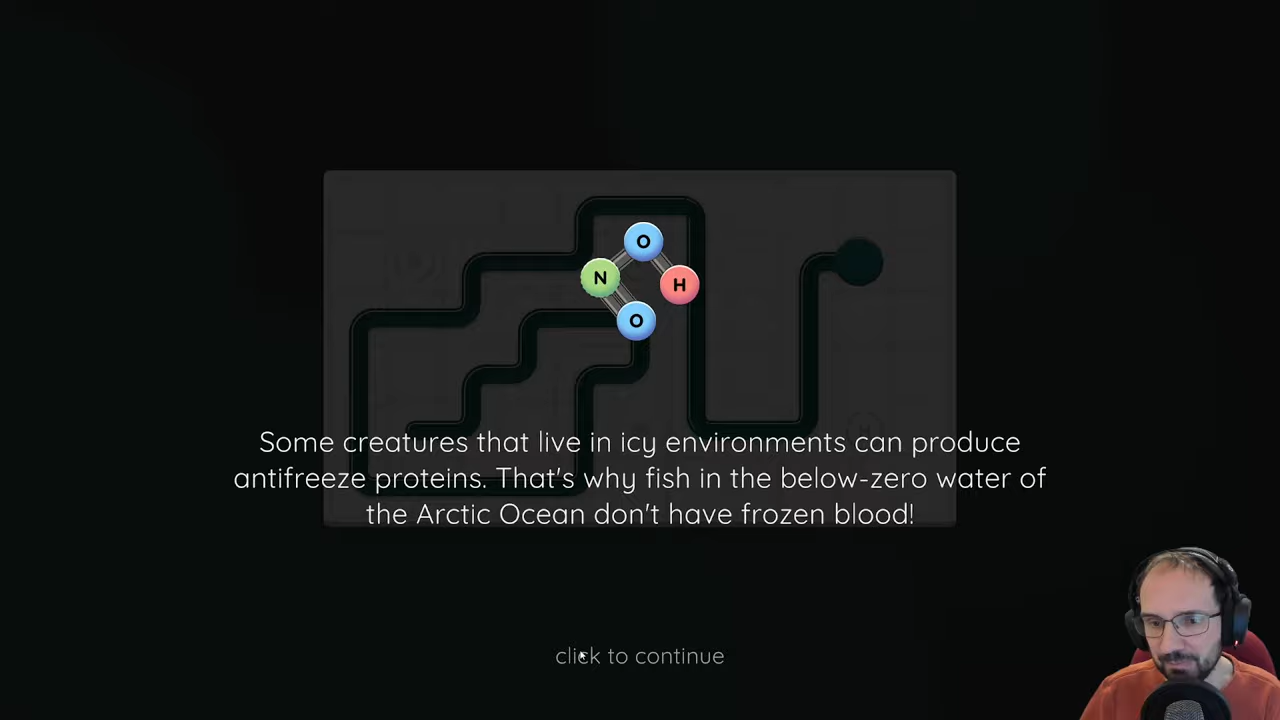 O
N
H
O
Some creatures that live in icy environments can produce
antifreeze proteins. That's why fish in the below-zero water of
the Arctic Ocean don't have frozen blood!
click to continue